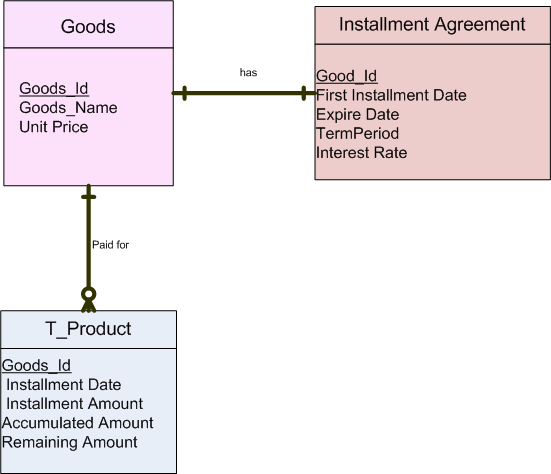 Goods
Goods_Id
Goods_Name
Unit Price
has
Installment Agreement
Good_Id
First Installment Date
Expire Date
TermPeriod
Interest Rate
Paid for
T_Product
Goods_Id
Installment Date
Installment Amount
Accumulated Amount
Remaining Amount